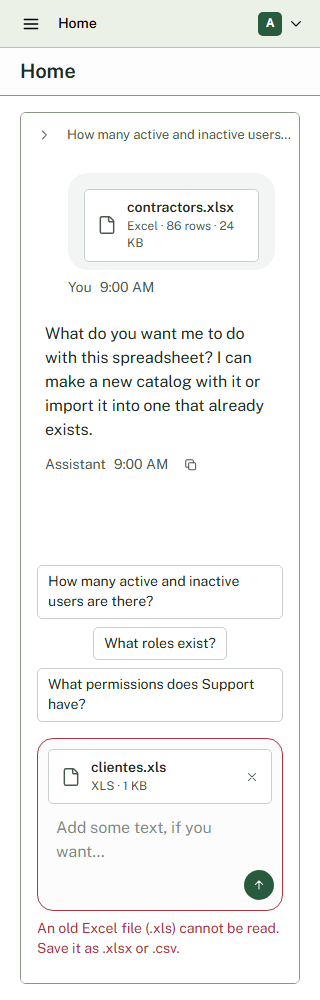 Home
A
Home
How many active and inactive users...
contractors.xlsx
Excel · 86 rows · 24
KB
You 9:00 AM
What do you want me to do
with this spreadsheet? I can
make a new catalog with it or
import it into one that already
exists.
Assistant 9:00 AM
How many active and inactive
users are there?
What roles exist?
What permissions does Support
have?
clientes.xls
XLS · 1 KB
Add some text, if you
want...
An old Excel file (.xls) cannot be read.
Save it as .xlsx or .csv.